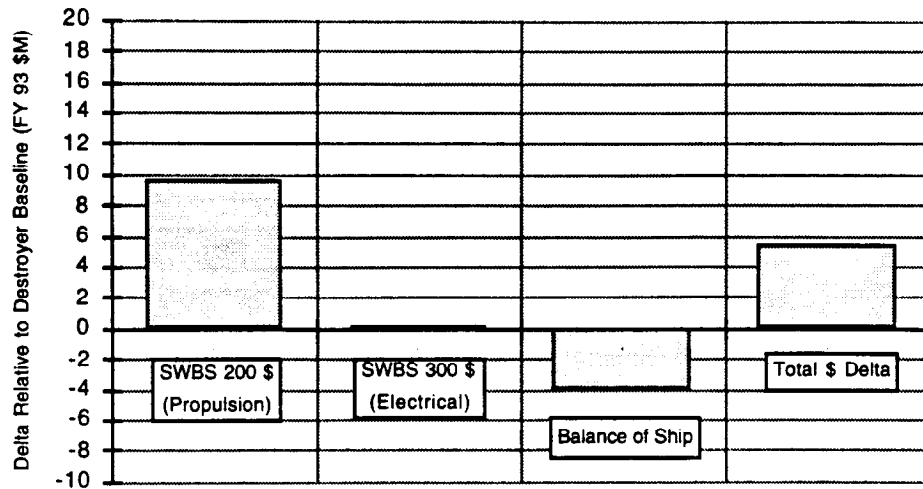 Delta Relative to Destroyer Baseline (FY 93 $M)
20
18
16
14
12
10
8
6
4
2
0
-2
-4
-6
-8
-10
SWBS 200 $
(Propulsion)
SWBS 300 $
(Electrical)
Balance of Ship
Total $ Delta